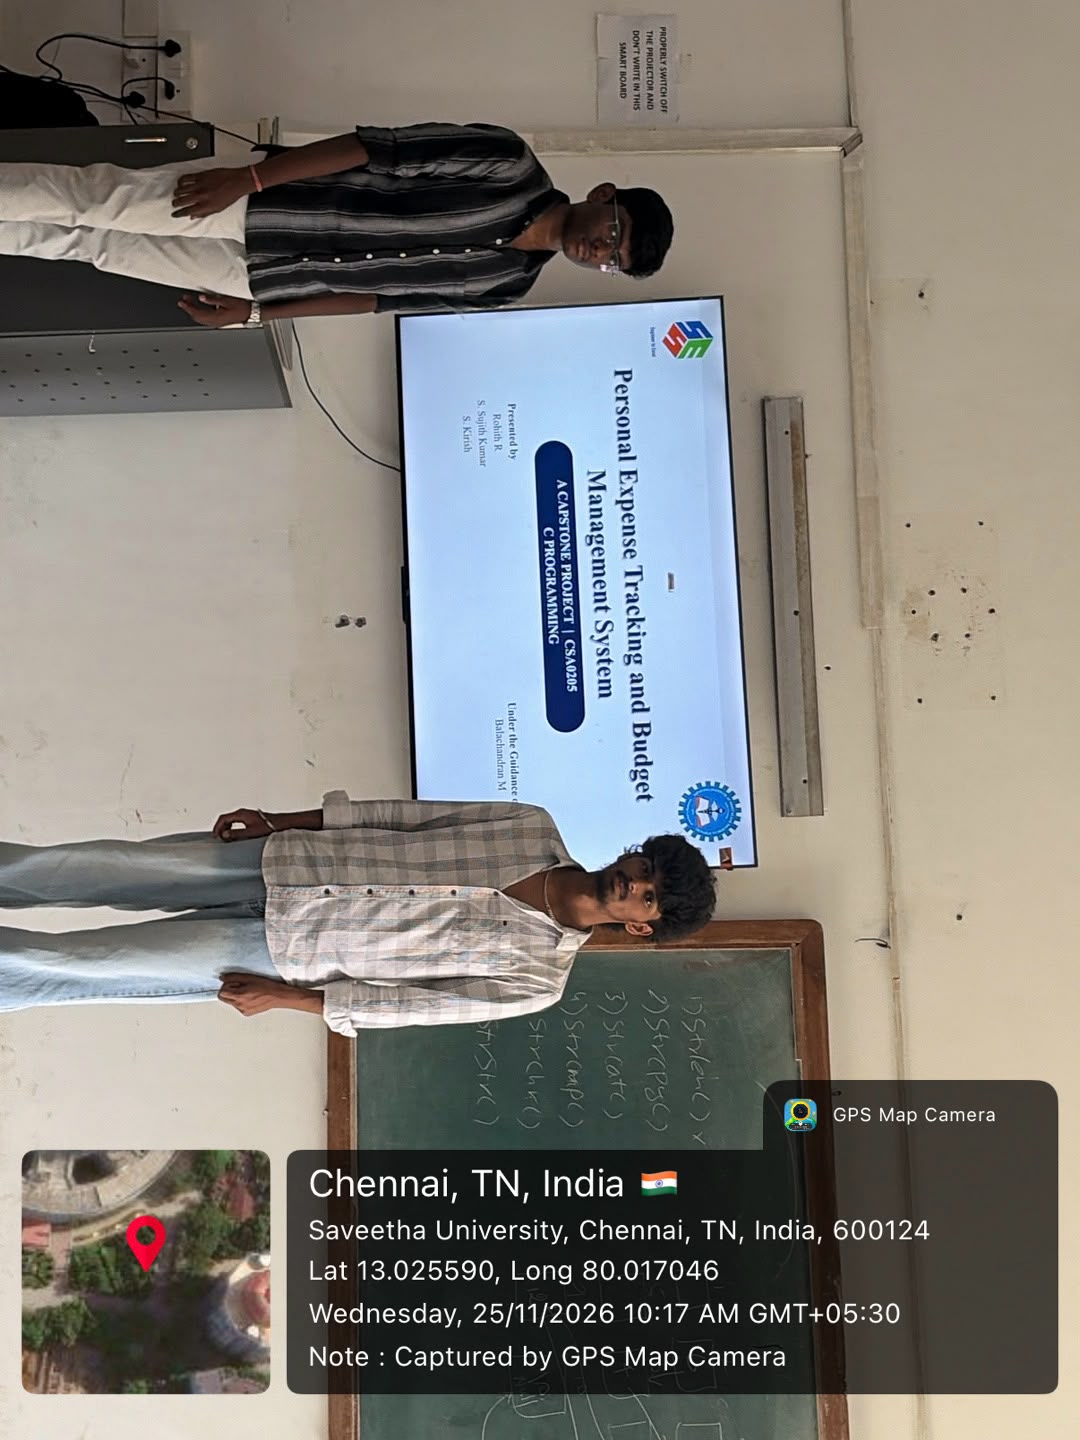 PROPERLY SWITCH OFF
THE PROJECTOR AND
DON'T WRITE IN THIS
SMART BOARD
Personal Expense Tracking and Budget
Management System
A CAPSTONE PROJECT | CSA0205
C PROGRAMMING
Presented by
Rohith R
S. Sujith Kumar
S. Kirish
Under the Guidance
Balachandran M
1) Strlen()
2) Strcpy()
3) Strcat()
4) Strcmp()
Strchr()
StrStr()
GPS Map Camera
Chennai, TN, India
Saveetha University, Chennai, TN, India, 600124
Lat 13.025590, Long 80.017046
Wednesday, 25/11/2026 10:17 AM GMT+05:30
Note : Captured by GPS Map Camera